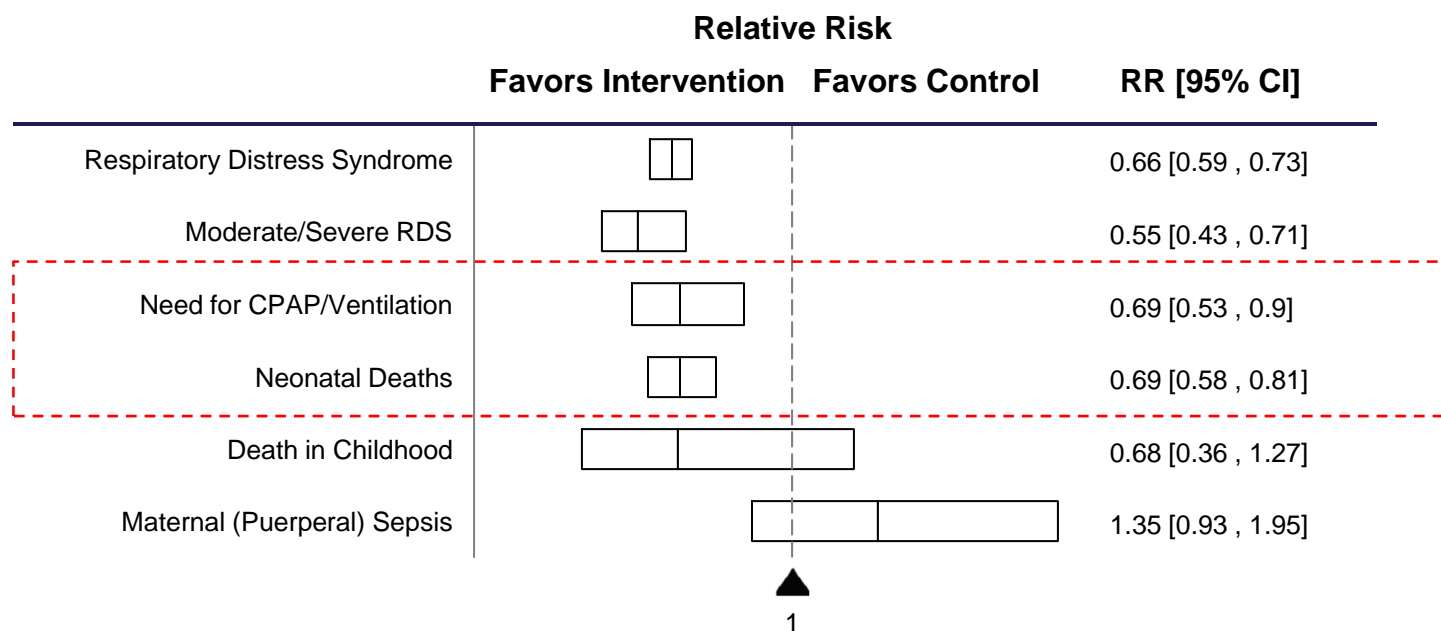 Relative Risk
Favors Intervention Favors Control RR [95% CI]
Respiratory Distress Syndrome 0.66 [0.59 , 0.73]
Moderate/Severe RDS 0.55 [0.43 , 0.71]
Need for CPAP/Ventilation 0.69 [0.53 , 0.9]
Neonatal Deaths 0.69 [0.58 , 0.81]
Death in Childhood 0.68 [0.36 , 1.27]
Maternal (Puerperal) Sepsis 1.35 [0.93 , 1.95]
1